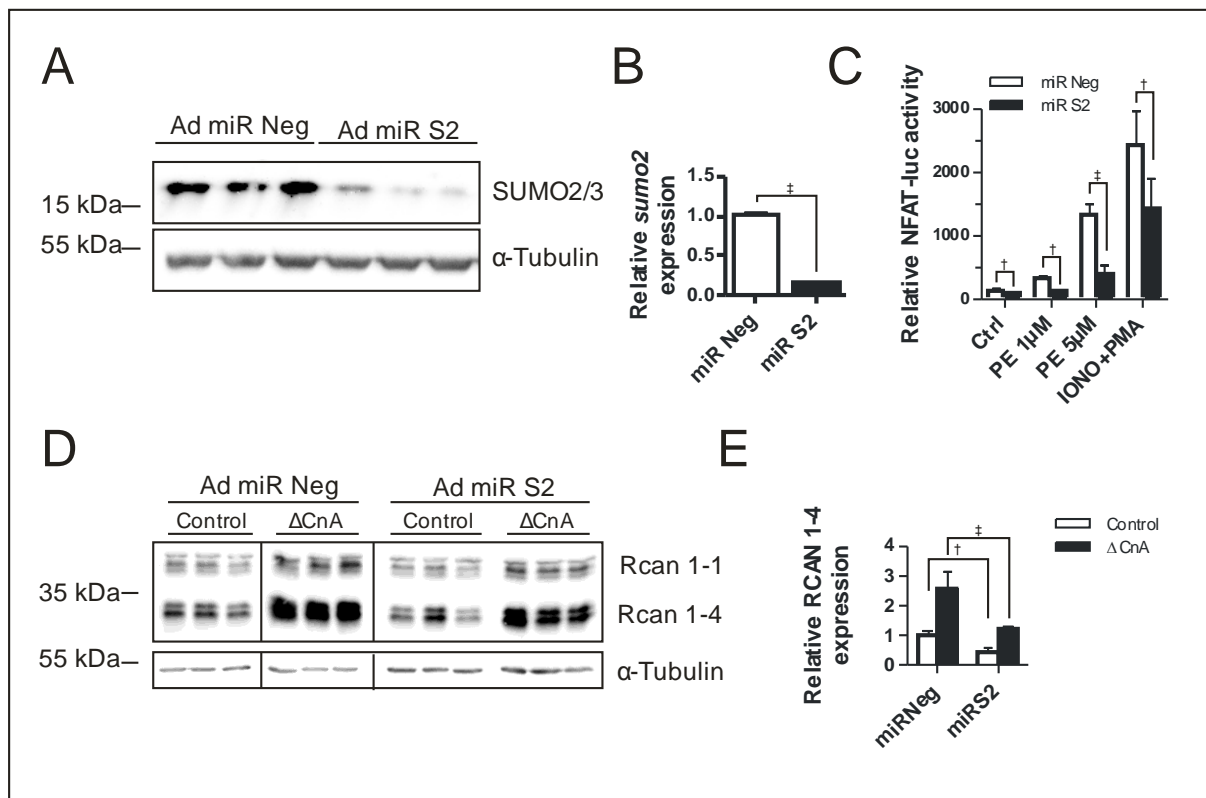 A
Ad miR Neg Ad miR S2
SUMO2/3
15 kDa
55 kDa
α-Tubulin
B
Relative sumo2
expression
1.5
1.0
0.5
0.0
‡
miR Neg
miR S2
C
miR Neg
miR S2
Relative NFAT-luc activity
3000
2000
1000
0
†
†
‡
†
Ctrl
PE 1µM
PE 5µM
IONO+PMA
D
Ad miR Neg Ad miR S2
Control ΔCnA Control ΔCnA
Rcan 1-1
35 kDa
Rcan 1-4
55 kDa
α-Tubulin
E
Control
ΔCnA
Relative RCAN 1-4
expression
4
3
2
1
0
†
‡
miRNeg
miRS2